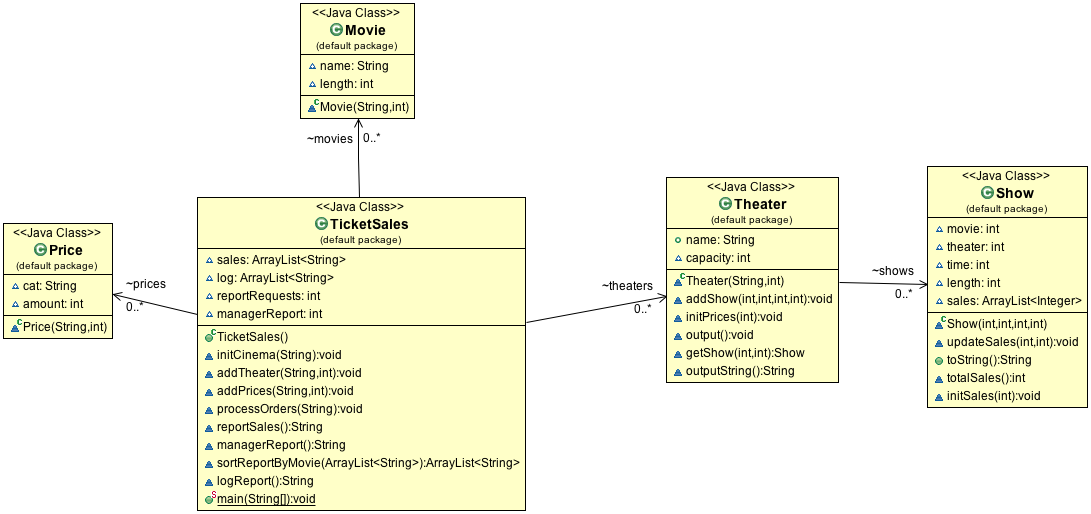 <<Java Class>>
Movie
(default package)
name: String
length: int
Movie(String,int)
~movies 0..*
<<Java Class>>
Price
(default package)
cat: String
amount: int
Price(String,int)
~prices
0..*
<<Java Class>>
TicketSales
(default package)
sales: ArrayList<String>
log: ArrayList<String>
reportRequests: int
managerReport: int
TicketSales()
initCinema(String):void
addTheater(String,int):void
addPrices(String,int):void
processOrders(String):void
reportSales():String
managerReport():String
sortReportByMovie(ArrayList<String>):ArrayList<String>
logReport():String
main(String[]):void
~theaters
0..*
<<Java Class>>
Theater
(default package)
name: String
capacity: int
Theater(String,int)
addShow(int,int,int,int):void
initPrices(int):void
output():void
getShow(int,int):Show
outputString():String
~shows
0..*
<<Java Class>>
Show
(default package)
movie: int
theater: int
time: int
length: int
sales: ArrayList<Integer>
Show(int,int,int,int)
updateSales(int,int):void
toString():String
totalSales():int
initSales(int):void